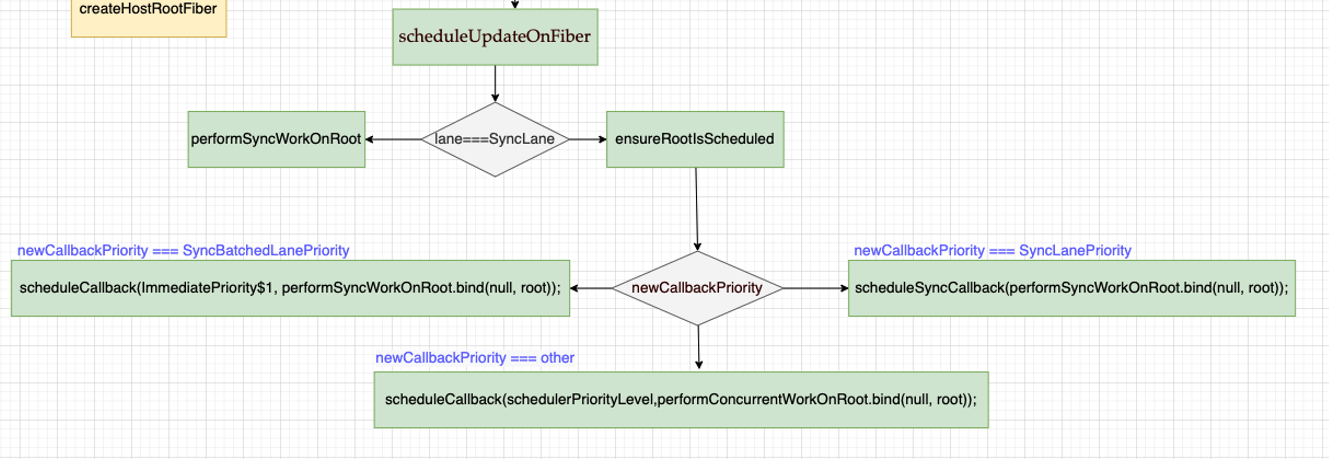 createHostRootFiber
scheduleUpdateOnFiber
performSyncWorkOnRoot
lane===SyncLane
ensureRootIsScheduled
newCallbackPriority === SyncBatchedLanePriority
newCallbackPriority === SyncLanePriority
scheduleCallback(ImmediatePriority$1, performSyncWorkOnRoot.bind(null, root));
newCallbackPriority
scheduleSyncCallback(performSyncWorkOnRoot.bind(null, root));
newCallbackPriority === other
scheduleCallback(schedulerPriorityLevel,performConcurrentWorkOnRoot.bind(null, root));